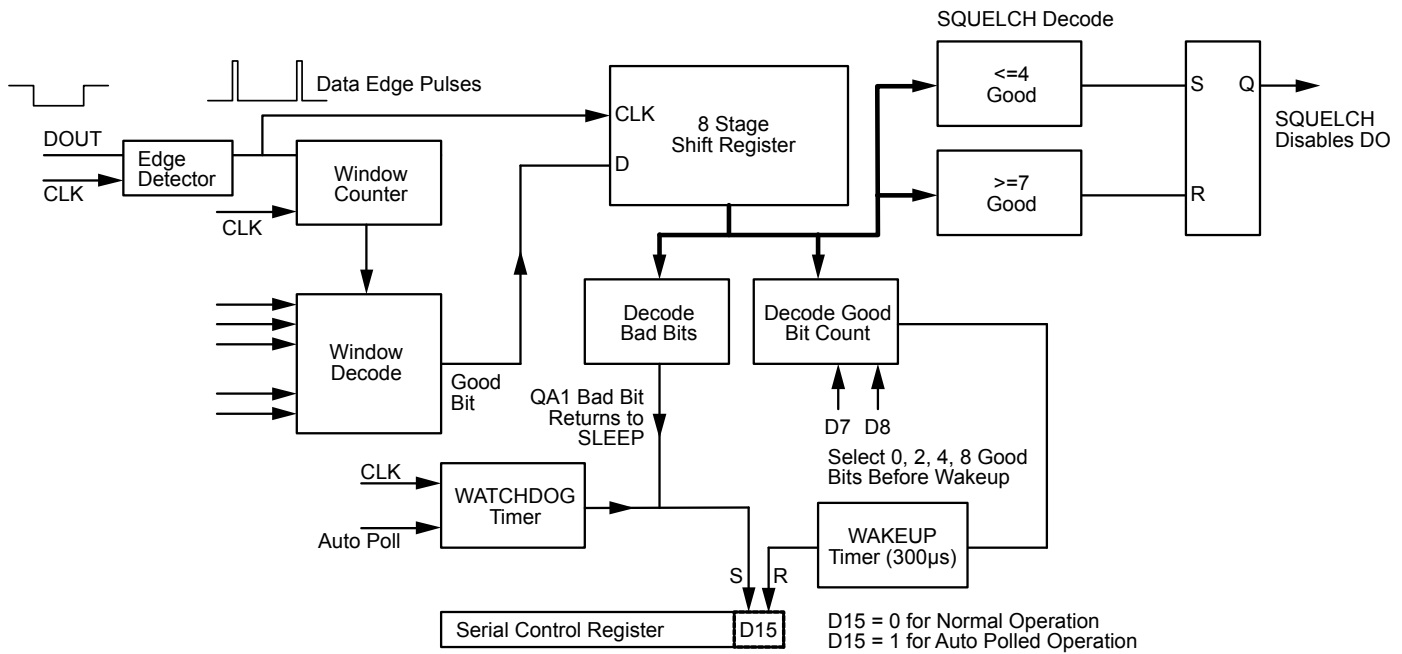 SQUELCH Decode
Data Edge Pulses
<=4
Good
S
Q
SQUELCH
Disables DO
CLK
8 Stage
Shift Register
D
DOUT
CLK
Edge
Detector
Window
Counter
CLK
>=7
Good
R
Window
Decode
Good
Bit
Decode
Bad Bits
Decode Good
Bit Count
QA1 Bad Bit
Returns to
SLEEP
D7 D8
Select 0, 2, 4, 8 Good
Bits Before Wakeup
CLK
Auto Poll
WATCHDOG
Timer
WAKEUP
Timer (300µs)
S
R
Serial Control Register
D15
D15 = 0 for Normal Operation
D15 = 1 for Auto Polled Operation